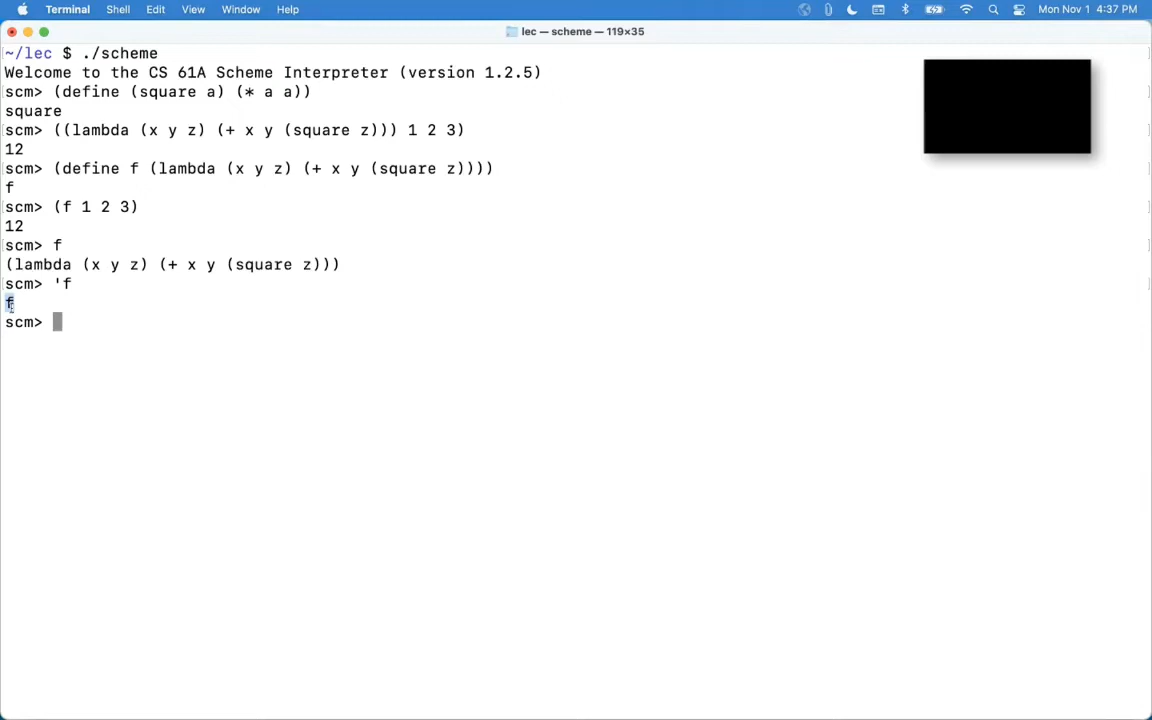 Terminal Shell Edit View Window Help Mon Nov 1 4:37 PM
lec — scheme — 119×35
~/lec $ ./scheme
Welcome to the CS 61A Scheme Interpreter (version 1.2.5)
scm> (define (square a) (* a a))
square
scm> ((lambda (x y z) (+ x y (square z))) 1 2 3)
12
scm> (define f (lambda (x y z) (+ x y (square z))))
f
scm> (f 1 2 3)
12
scm> f
(lambda (x y z) (+ x y (square z)))
scm> 'f
f
scm>